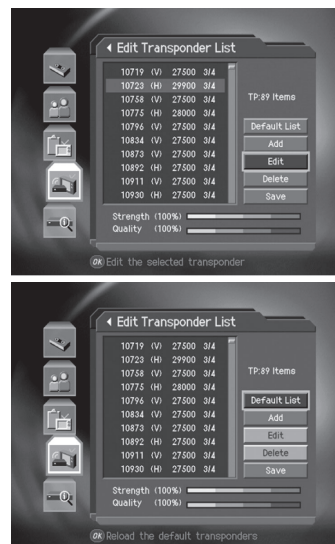 Edit Transponder List
10719 (V) 27500 3/4
10723 (H) 29900 3/4
10758 (V) 27500 3/4
10775 (H) 28000 3/4
10796 (V) 27500 3/4
10834 (V) 27500 3/4
10873 (V) 27500 3/4
10892 (H) 27500 3/4
10911 (V) 27500 3/4
10930 (H) 27500 3/4
TP:89 Items
Default List
Add
Edit
Delete
Save
Strength (100%)
Quality (100%)
OK Edit the selected transponder
Edit Transponder List
10719 (V) 27500 3/4
10723 (H) 29900 3/4
10758 (V) 27500 3/4
10775 (H) 28000 3/4
10796 (V) 27500 3/4
10834 (V) 27500 3/4
10873 (V) 27500 3/4
10892 (H) 27500 3/4
10911 (V) 27500 3/4
10930 (H) 27500 3/4
TP:89 Items
Default List
Add
Edit
Delete
Save
Strength (100%)
Quality (100%)
OK Reload the default transponders